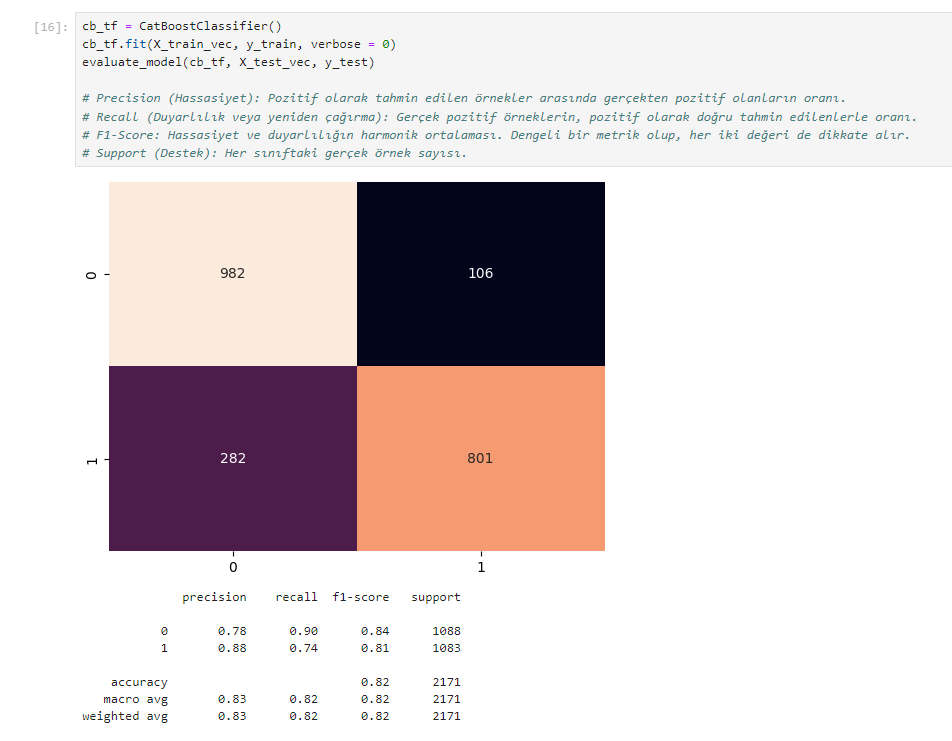 [16]:
cb_tf = CatBoostClassifier()
cb_tf.fit(X_train_vec, y_train, verbose = 0)
evaluate_model(cb_tf, X_test_vec, y_test)
# Precision (Hassasiyet): Pozitif olarak tahmin edilen örnekler arasında gerçekten pozitif olanların oranı.
# Recall (Duyarlılık veya yeniden çağırma): Gerçek pozitif örneklerin, pozitif olarak doğru tahmin edilenlerle oranı.
# F1-Score: Hassasiyet ve duyarlılığın harmonik ortalaması. Dengeli bir metrik olup, her iki değeri de dikkate alır.
# Support (Destek): Her sınıftaki gerçek örnek sayısı.
0 982 106
1 282 801
0 1
precision recall f1-score support
0 0.78 0.90 0.84 1088
1 0.88 0.74 0.81 1083
accuracy 0.82 2171
macro avg 0.83 0.82 0.82 2171
weighted avg 0.83 0.82 0.82 2171